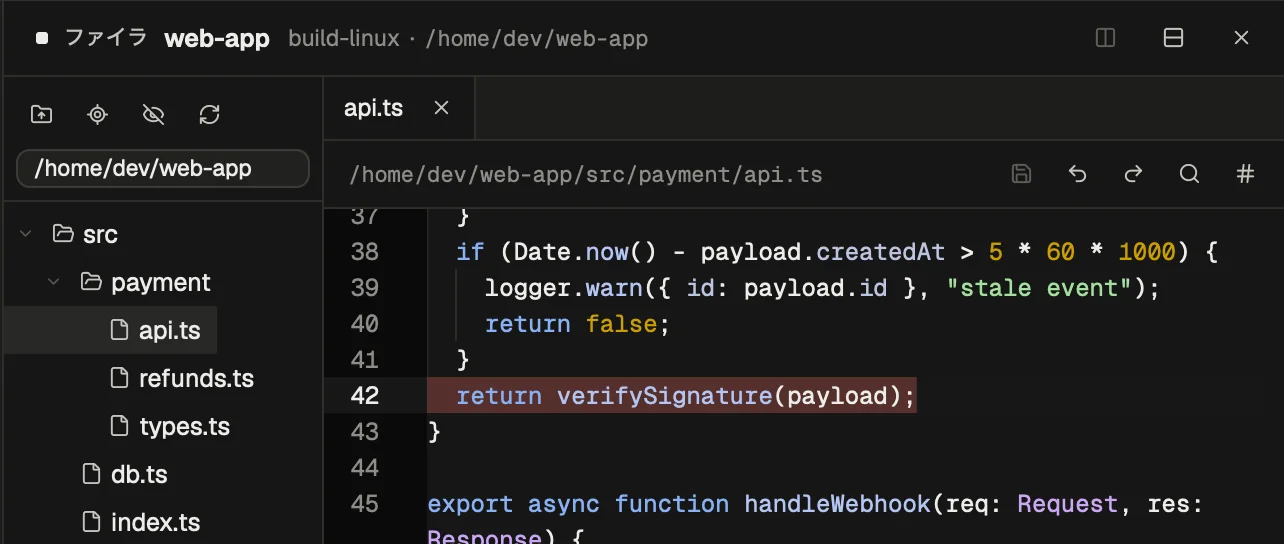 ファイラ web-app build-linux · /home/dev/web-app
api.ts
/home/dev/web-app
/home/dev/web-app/src/payment/api.ts
src
payment
api.ts
refunds.ts
types.ts
db.ts
index.ts
37 }
38 if (Date.now() - payload.createdAt > 5 * 60 * 1000) {
39 logger.warn({ id: payload.id }, "stale event");
40 return false;
41 }
42 return verifySignature(payload);
43 }
44
45 export async function handleWebhook(req: Request, res:
Response) {